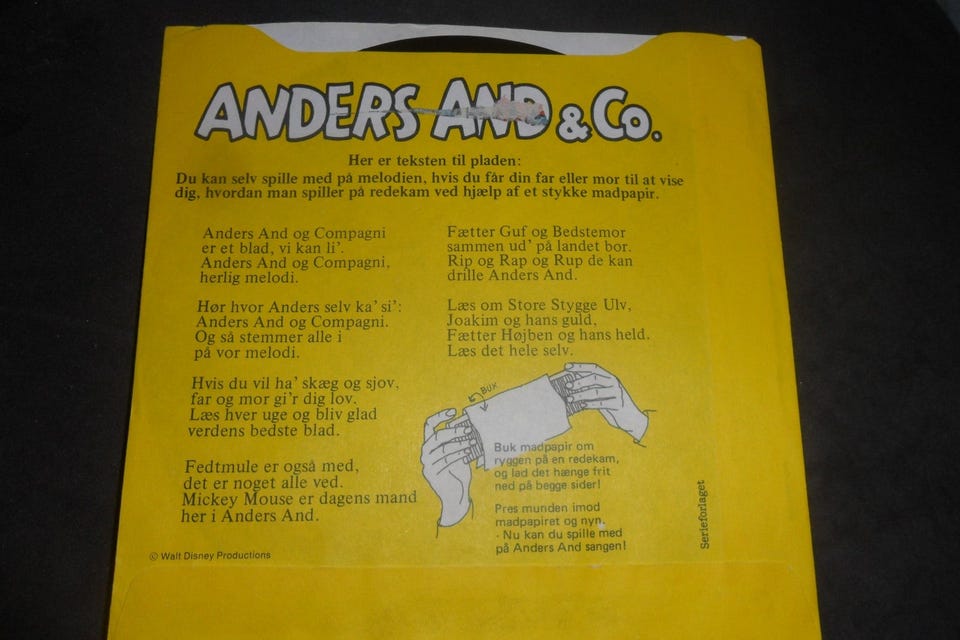 ANDERS AND & Co.
Her er teksten til pladen:
Du kan selv spille med på melodien, hvis du får din far eller mor til at vise
dig, hvordan man spiller på redekam ved hjælp af et stykke madpapir.
Anders And og Compagni
er et blad, vi kan li'.
Anders And og Compagni,
herlig melodi.
Hør hvor Anders selv ka' si':
Anders And og Compagni.
Og så stemmer alle i
på vor melodi.
Hvis du vil ha' skæg og sjov,
far og mor gi'r dig lov.
Læs hver uge og bliv glad
verdens bedste blad.
Fedtmule er også med,
det er noget alle ved.
Mickey Mouse er dagens mand
her i Anders And.
Fætter Guf og Bedstemor
sammen ud' på landet bor.
Rip og Rap og Rup de kan
drille Anders And.
Læs om Store Stygge Ulv,
Joakim og hans guld,
Fætter Højben og hans held.
Læs det hele selv.
BUK
Buk madpapir om
ryggen på en redekam,
og lad det hænge frit
ned på begge sider!
Pres munden imod
madpapiret og nyn.
· Nu kan du spille med
på Anders And sangen!
Serieforlaget
© Walt Disney Productions